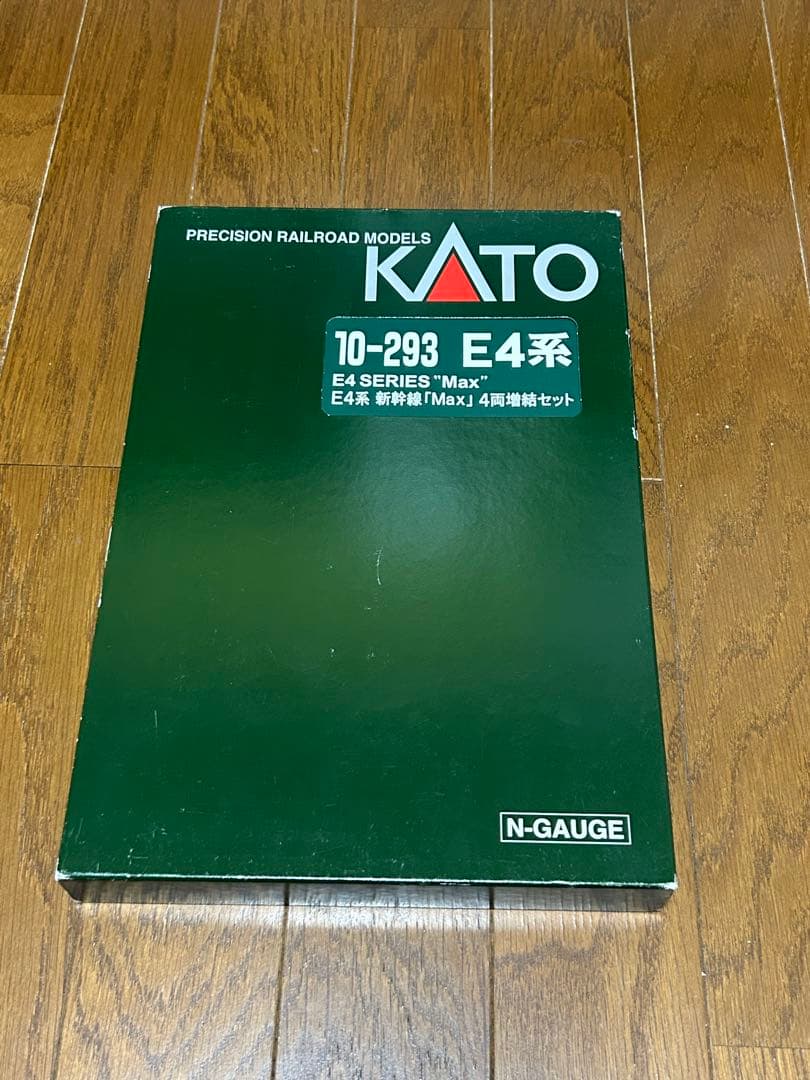 PRECISION RAILROAD MODELS
KATO
10-293 E4系
E4 SERIES "Max"
E4系 新幹線「Max」 4両増結セット
N-GAUGE